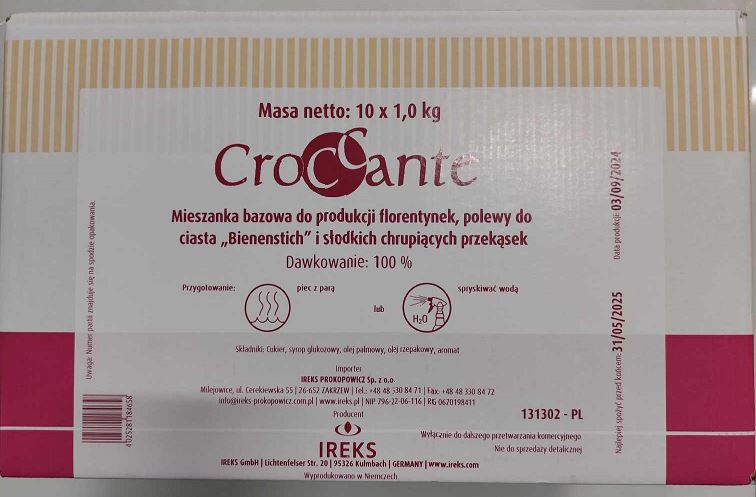 Masa netto: 10 x 1,0 kg
Croccante
Mieszanka bazowa do produkcji florentynek, polewy do
ciasta „Bienenstich” i słodkich chrupiących przekąsek
Dawkowanie: 100 %
Przygotowanie:
piec z parą
lub
H₂O
spryskiwać wodą
Składniki: Cukier, syrop glukozowy, olej palmowy, olej rzepakowy, aromat
Importer
IREKS PROKOPOWICZ Sp. z o.o.
Milejowice, ul. Cerekiewska 55 | 26-652 ZAKRZEW | Tel.: +48 48 330 84 71 | Fax: +48 48 330 84 72
info@ireks-prokopowicz.com.pl | www.ireks.pl | NIP 796-22-06-116 | RG 0670198411
Producent
IREKS
IREKS GmbH | Lichtenfelser Str. 20 | 95326 Kulmbach | GERMANY | www.ireks.com
Wyprodukowano w Niemczech
131302 - PL
Wyłącznie do dalszego przetwarzania komercyjnego
Nie do sprzedaży detalicznej
Uwaga: Numer partii znajduje się na spodzie opakowania.
4 025281 184658
Najlepiej spożyć przed końcem: 31/05/2025
Data produkcji: 03/09/2024